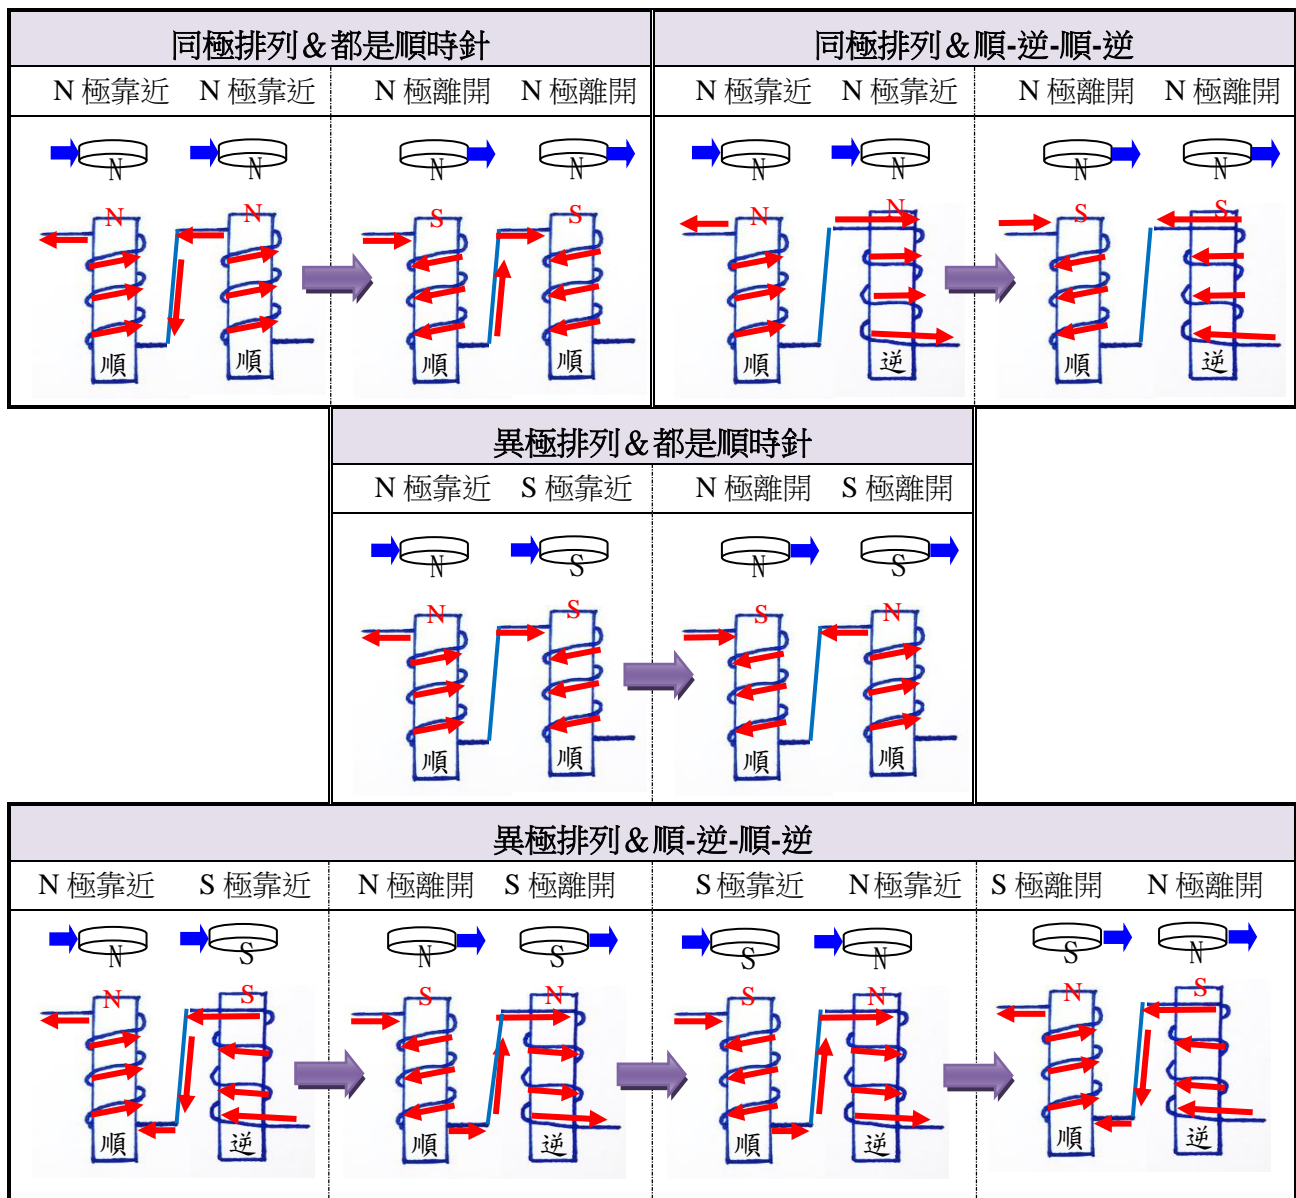 同極排列＆都是順時針 同極排列＆順-逆-順-逆
N 極靠近 N 極靠近 N 極離開 N 極離開 N 極靠近 N 極靠近 N 極離開 N 極離開
N N N N N N N N
N N S S N N S S
順 順 順 順 順 逆 順 逆
異極排列＆都是順時針
N 極靠近 S 極靠近 N 極離開 S 極離開
N S N S
N S S N
順 順 順 順
異極排列＆順-逆-順-逆
N 極靠近 S 極靠近 N 極離開 S 極離開 S 極靠近 N 極靠近 S 極離開 N 極離開
N S N S S N S N
N S S N S N N S
順 逆 順 逆 順 逆 順 逆